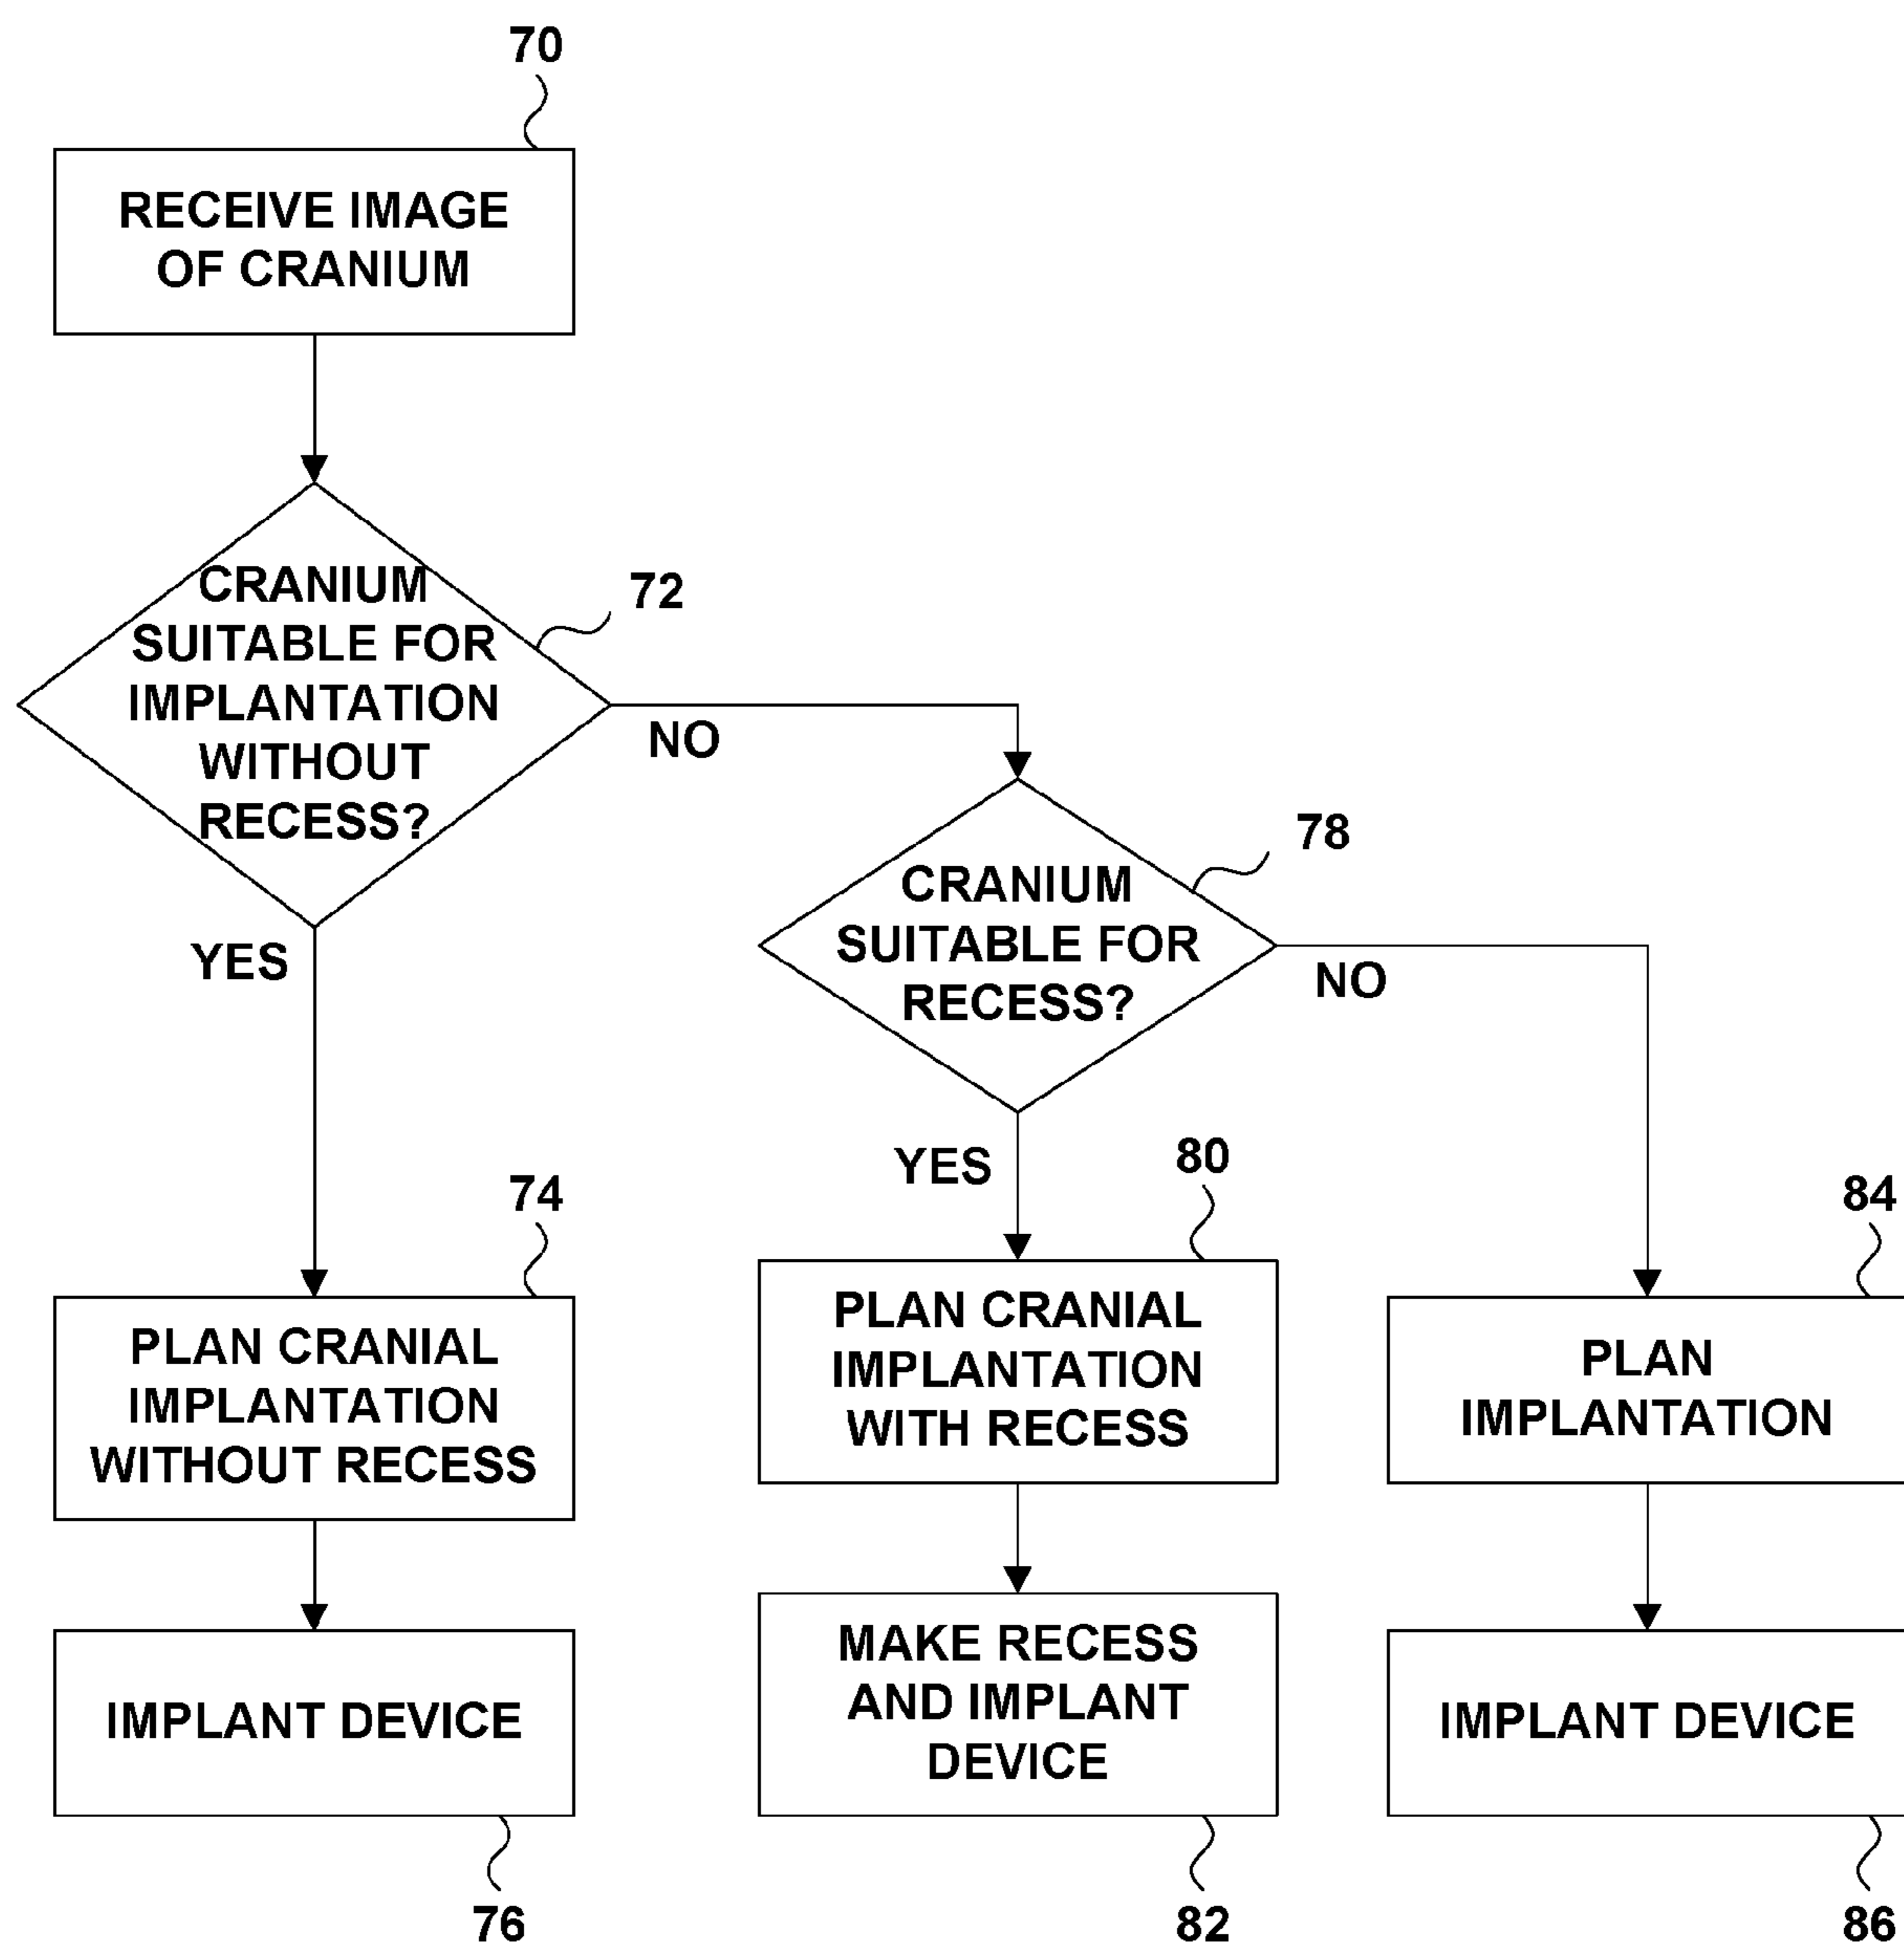 70
RECEIVE IMAGE
OF CRANIUM
72
CRANIUM
SUITABLE FOR
IMPLANTATION
WITHOUT
RECESS?
NO
YES
78
CRANIUM
SUITABLE FOR
RECESS?
NO
YES
74
PLAN CRANIAL
IMPLANTATION
WITHOUT RECESS
80
PLAN CRANIAL
IMPLANTATION
WITH RECESS
84
PLAN
IMPLANTATION
IMPLANT DEVICE
76
MAKE RECESS
AND IMPLANT
DEVICE
82
IMPLANT DEVICE
86